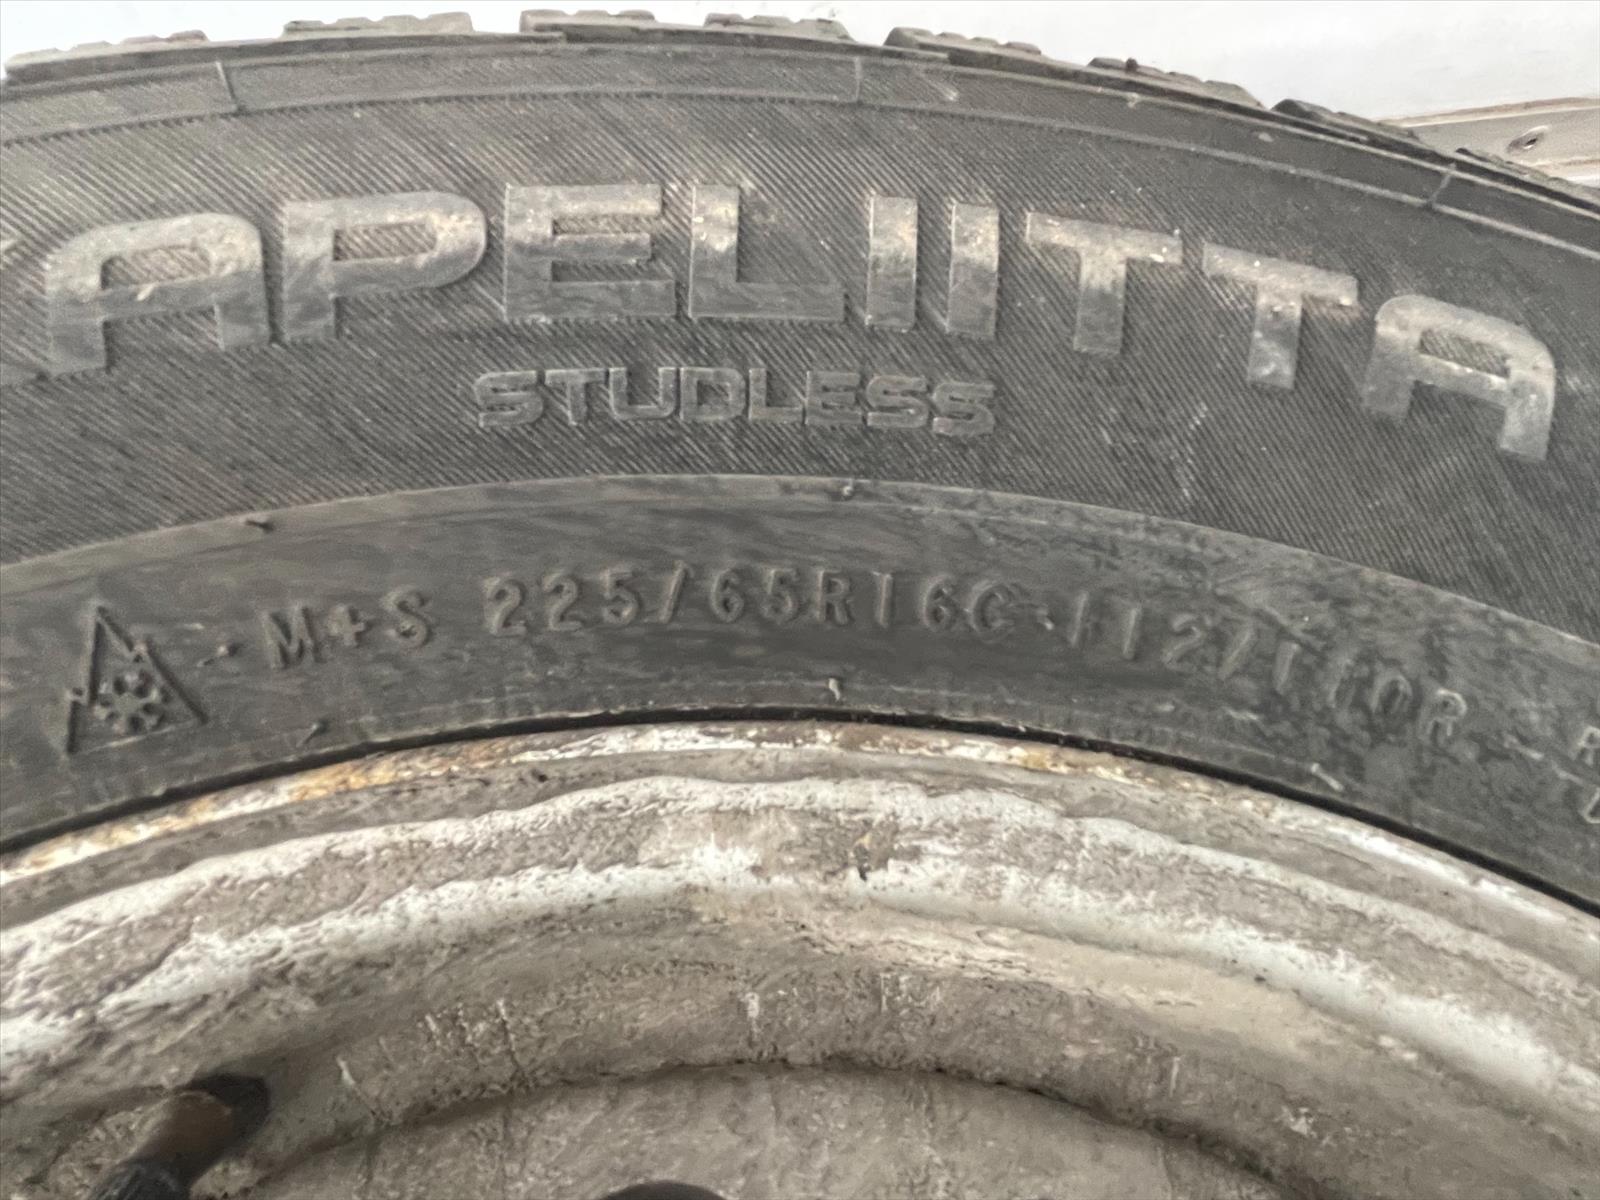 APELIITTA
STUDLESS
M+S 225/65R16C 112/110R